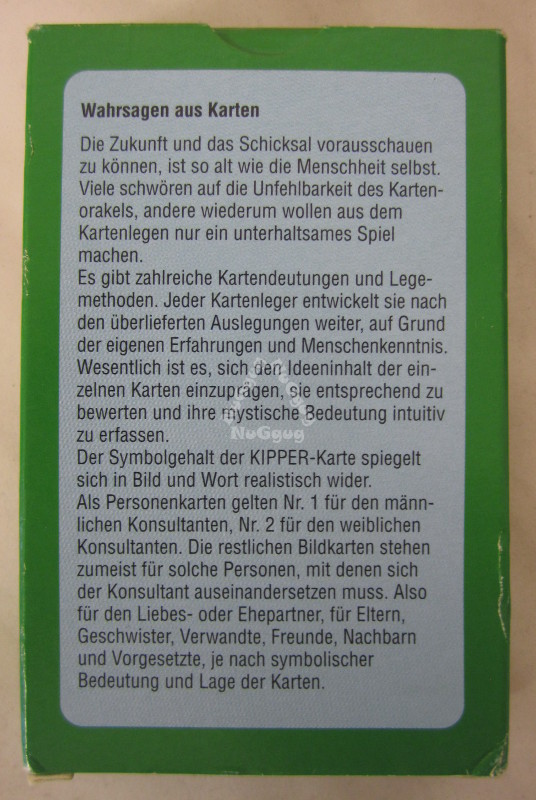 Wahrsagen aus Karten
Die Zukunft und das Schicksal vorausschauen
zu können, ist so alt wie die Menschheit selbst.
Viele schwören auf die Unfehlbarkeit des Karten-
orakels, andere wiederum wollen aus dem
Kartenlegen nur ein unterhaltsames Spiel
machen.
Es gibt zahlreiche Kartendeutungen und Lege-
methoden. Jeder Kartenleger entwickelt sie nach
den überlieferten Auslegungen weiter, auf Grund
der eigenen Erfahrungen und Menschenkenntnis.
Wesentlich ist es, sich den Ideeninhalt der ein-
zelnen Karten einzuprägen, sie entsprechend zu
bewerten und ihre mystische Bedeutung intuitiv
zu erfassen.
NuGgug
Der Symbolgehalt der KIPPER-Karte spiegelt
sich in Bild und Wort realistisch wider.
Als Personenkarten gelten Nr. 1 für den männ-
lichen Konsultanten, Nr. 2 für den weiblichen
Konsultanten. Die restlichen Bildkarten stehen
zumeist für solche Personen, mit denen sich
der Konsultant auseinandersetzen muss. Also
für den Liebes- oder Ehepartner, für Eltern,
Geschwister, Verwandte, Freunde, Nachbarn
und Vorgesetzte, je nach symbolischer
Bedeutung und Lage der Karten.